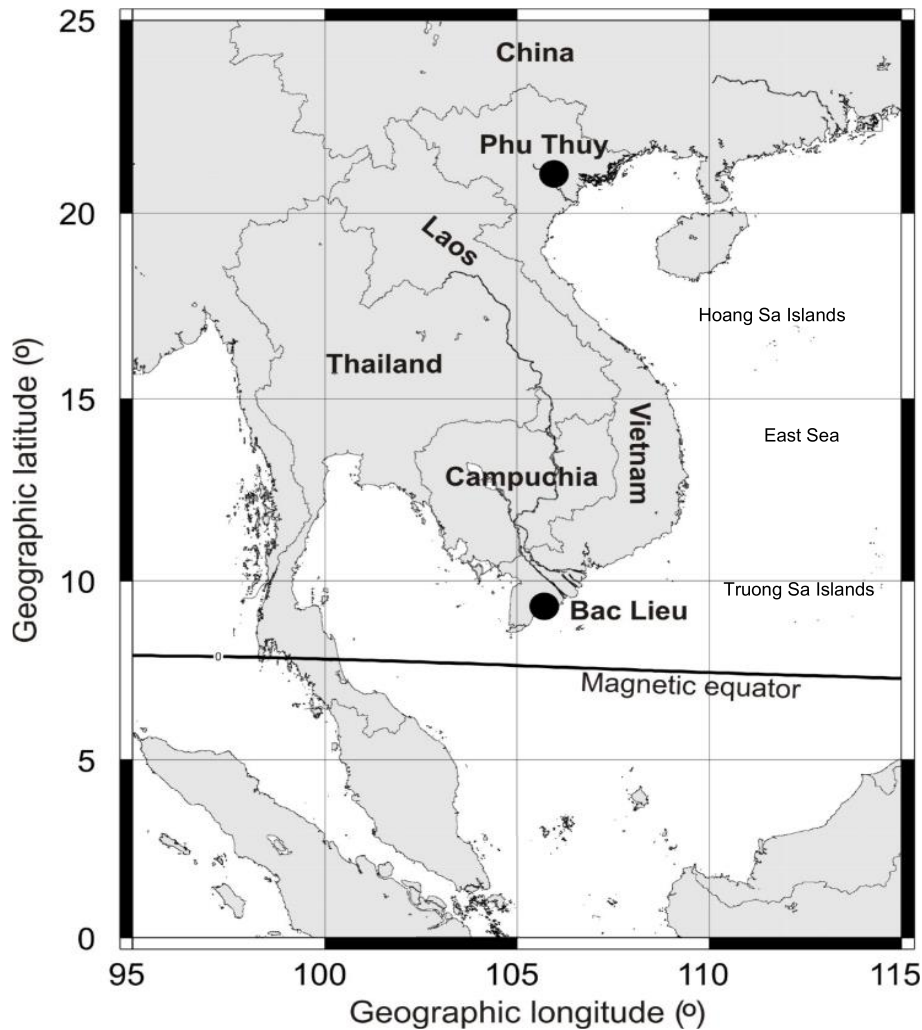 25
China
Phu Thuy
20
Laos
Hoang Sa Islands
Thailand
15
Vietnam
East Sea
Campuchia
10
Truong Sa Islands
Bac Lieu
0
Magnetic equator
5
0
95
100
105
110
115
Geographic latitude (º)
Geographic longitude (º)